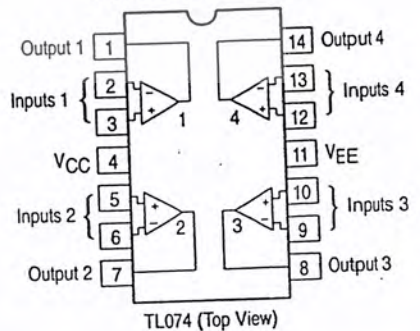 Output 1 1 14 Output 4
Inputs 1 { 2 - - 13 } Inputs 4
3 + + 12
1 4
VCC 4 11 VEE
Inputs 2 { 5 + + 10 } Inputs 3
6 - - 9
2 3
Output 2 7 8 Output 3
TL074 (Top View)